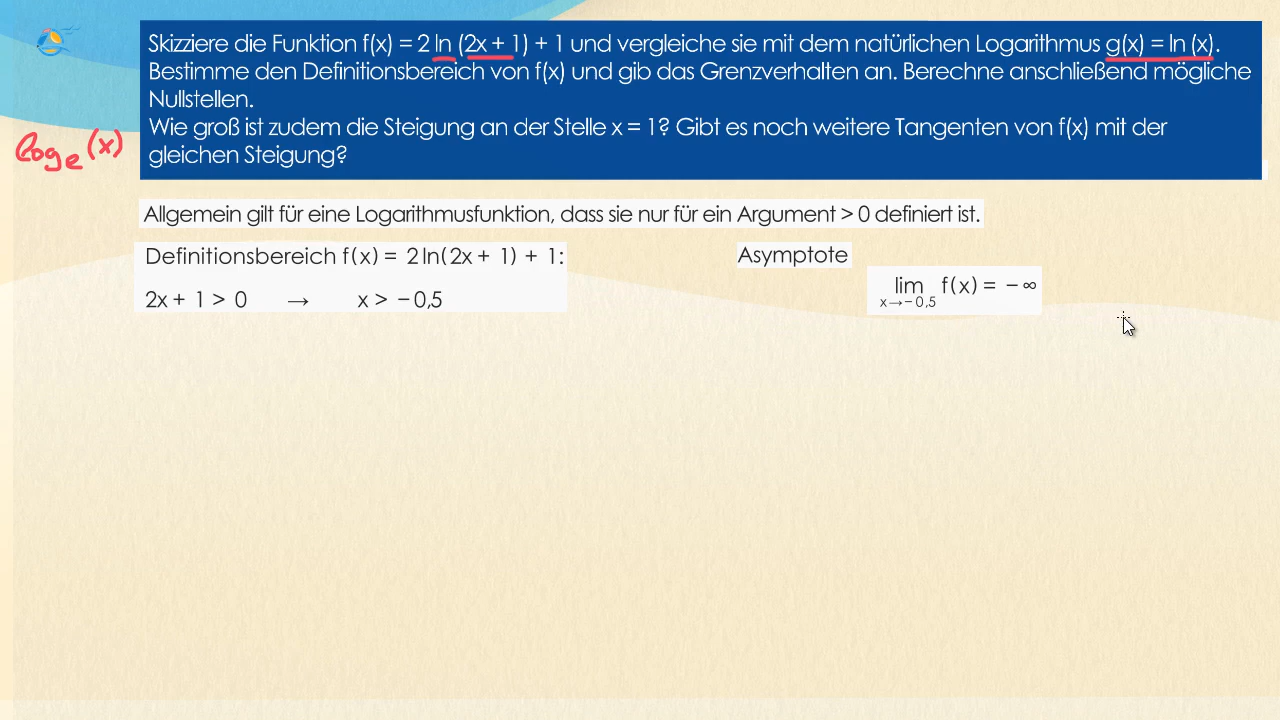 Skizziere die Funktion f(x) = 2 ln (2x + 1) + 1 und vergleiche sie mit dem natürlichen Logarithmus g(x) = ln (x).
Bestimme den Definitionsbereich von f(x) und gib das Grenzverhalten an. Berechne anschließend mögliche
Nullstellen.
Wie groß ist zudem die Steigung an der Stelle x = 1? Gibt es noch weitere Tangenten von f(x) mit der
gleichen Steigung?
log e (x)
Allgemein gilt für eine Logarithmusfunktion, dass sie nur für ein Argument > 0 definiert ist.
Definitionsbereich f(x) = 2 ln(2x + 1) + 1:
2x + 1 > 0 → x > −0,5
Asymptote
lim f(x) = − ∞
x→−0,5